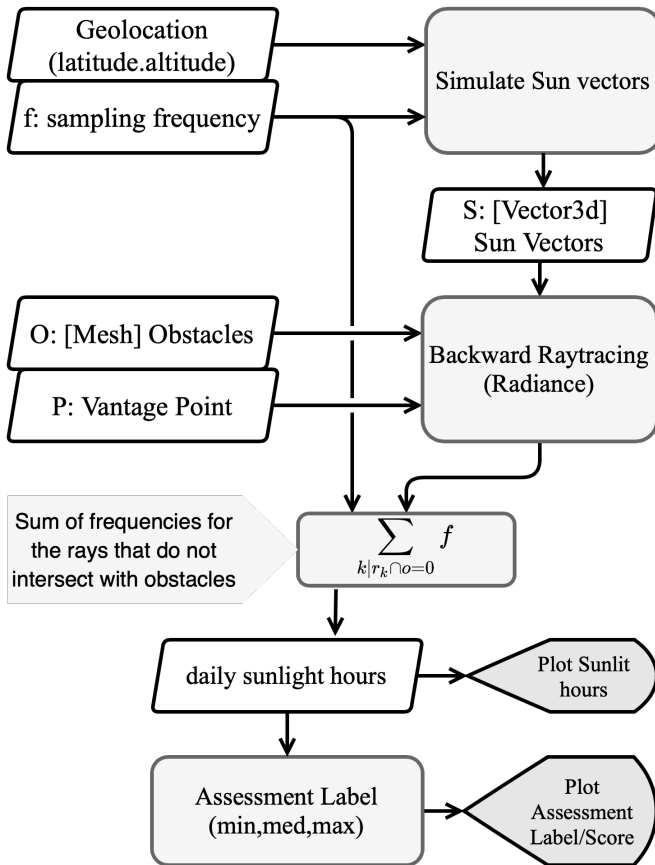 Geolocation
(latitude.altitude)
Simulate Sun vectors
f: sampling frequency
S: [Vector3d]
Sun Vectors
O: [Mesh] Obstacles
Backward Raytracing
(Radiance)
P: Vantage Point
Sum of frequencies for
the rays that do not
intersect with obstacles
∑ f
k|rₖ∩o=0
daily sunlight hours
Plot Sunlit
hours
Assessment Label
(min,med,max)
Plot
Assessment
Label/Score